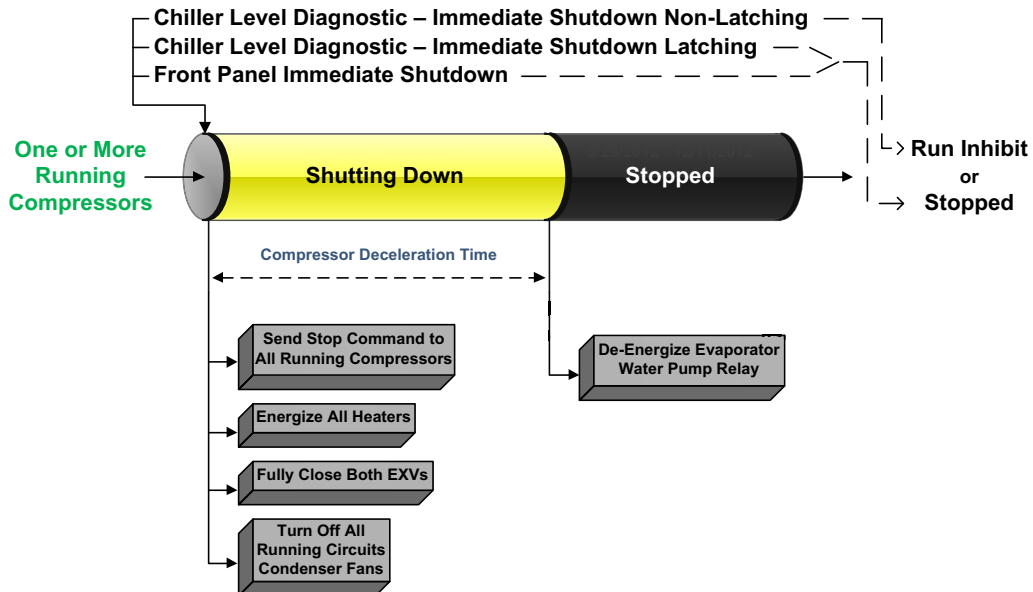 Chiller Level Diagnostic – Immediate Shutdown Non-Latching
Chiller Level Diagnostic – Immediate Shutdown Latching
Front Panel Immediate Shutdown
One or More
Running
Compressors
Shutting Down
Stopped
Run Inhibit
or
Stopped
Compressor Deceleration Time
Send Stop Command to
All Running Compressors
Energize All Heaters
Fully Close Both EXVs
Turn Off All
Running Circuits
Condenser Fans
De-Energize Evaporator
Water Pump Relay